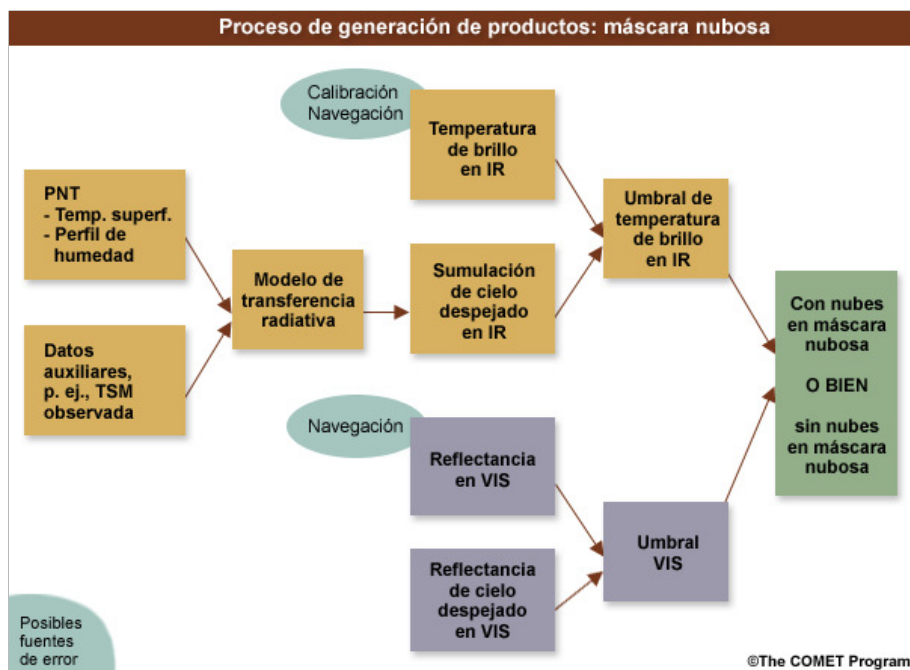 Proceso de generación de productos: máscara nubosa
Calibración
Navegación
Temperatura
de brillo
en IR
PNT
- Temp. superf.
- Perfil de
humedad
Umbral de
temperatura
de brillo
en IR
Modelo de
transferencia
radiativa
Sumulación
de cielo
despejado
en IR
Con nubes
en máscara
nubosa
O BIEN
sin nubes
en máscara
nubosa
Datos
auxiliares,
p. ej., TSM
observada
Navegación
Reflectancia
en VIS
Umbral
VIS
Reflectancia
de cielo
despejado
en VIS
Posibles
fuentes
de error
©The COMET Program